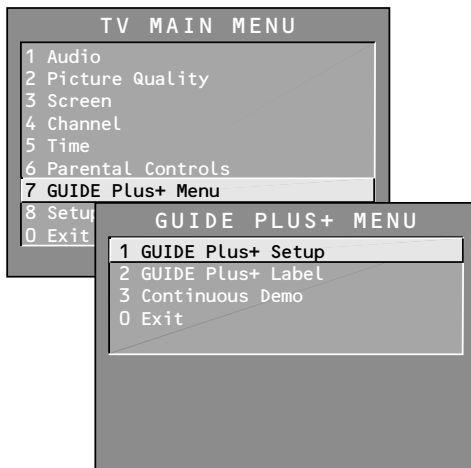 TV MAIN MENU
1 Audio
2 Picture Quality
3 Screen
4 Channel
5 Time
6 Parental Controls
7 GUIDE Plus+ Menu
8 Setup
0 Exit
GUIDE PLUS+ MENU
1 GUIDE Plus+ Setup
2 GUIDE Plus+ Label
3 Continuous Demo
0 Exit